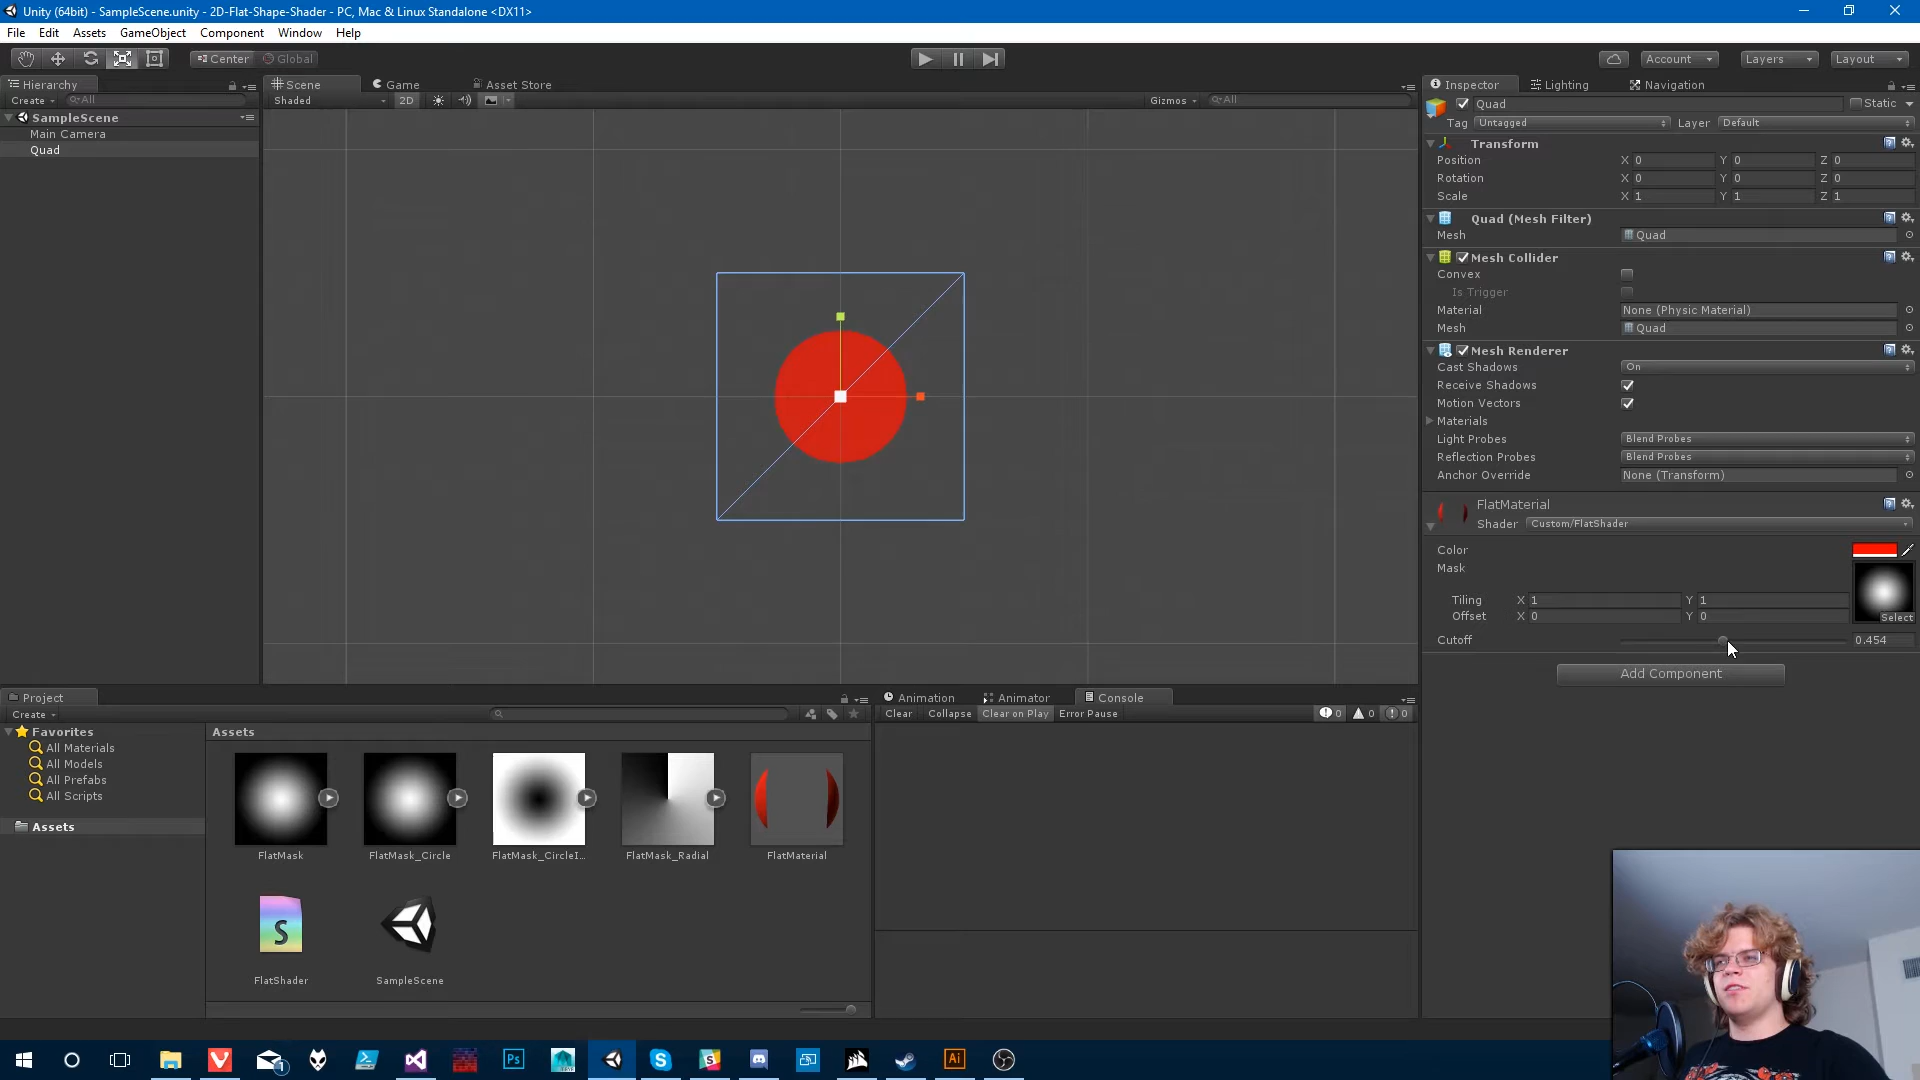 Unity (64bit) - SampleScene.unity - 2D-Flat-Shape-Shader - PC, Mac & Linux Standalone <DX11>
File Edit Assets GameObject Component Window Help
Center Global Account Layers Layout
Hierarchy
Create All
SampleScene
Main Camera
Quad
Scene Game Asset Store
Shaded 2D Gizmos All
Inspector Lighting Navigation
Quad Static
Tag Untagged Layer Default
Transform
Position X 0 Y 0 Z 0
Rotation X 0 Y 0 Z 0
Scale X 1 Y 1 Z 1
Quad (Mesh Filter)
Mesh Quad
Mesh Collider
Convex
Is Trigger
Material None (Physic Material)
Mesh Quad
Mesh Renderer
Cast Shadows On
Receive Shadows
Motion Vectors
Materials
Light Probes Blend Probes
Reflection Probes Blend Probes
Anchor Override None (Transform)
FlatMaterial
Shader Custom/FlatShader
Color
Mask
Tiling X 1 Y 1
Offset X 0 Y 0
Select
Cutoff 0.454
Add Component
Project
Create
Favorites
All Materials
All Models
All Prefabs
All Scripts
Assets
Assets
FlatMask FlatMask_Circle FlatMask_CircleI... FlatMask_Radial FlatMaterial
S
FlatShader SampleScene
Animation Animator Console
Clear Collapse Clear on Play Error Pause 0 0 0
1 Ps Ai